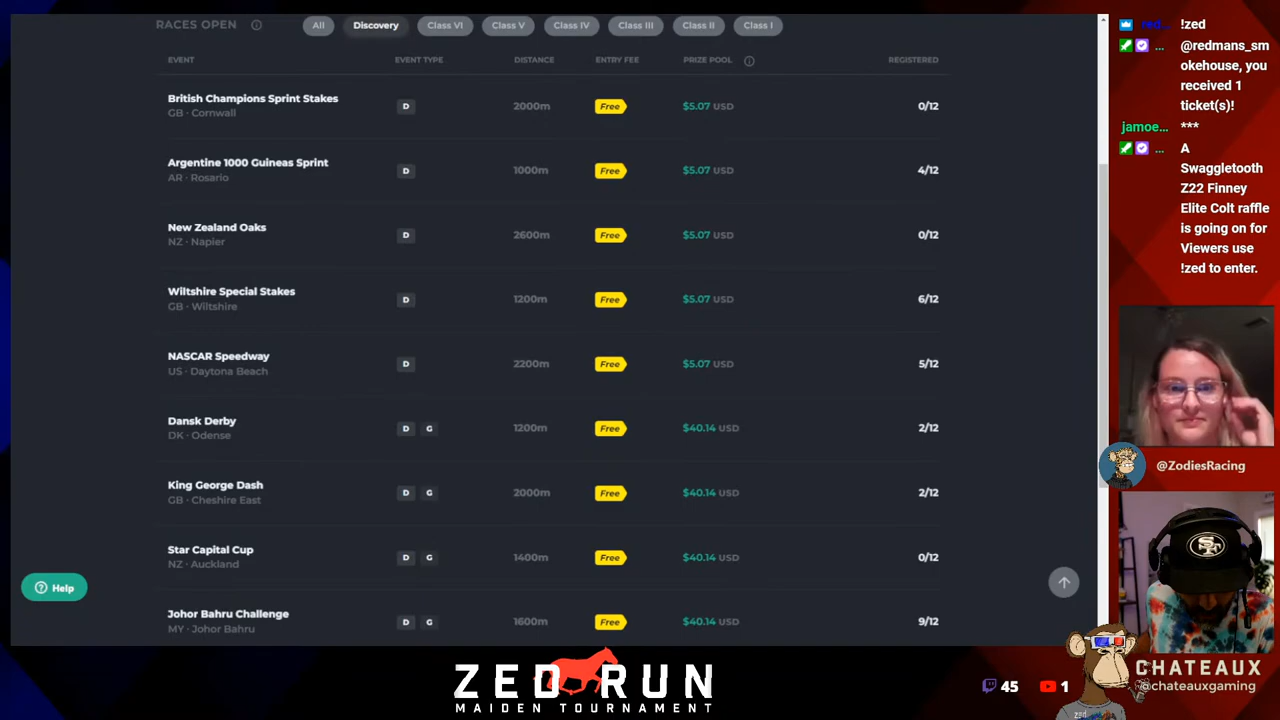 RACES OPEN
All
Discovery
Class VI
Class V
Class IV
Class III
Class II
Class I
EVENT EVENT TYPE DISTANCE ENTRY FEE PRIZE POOL REGISTERED
British Champions Sprint Stakes
GB · Cornwall
D 2000m Free $5.07 USD 0/12
Argentine 1000 Guineas Sprint
AR · Rosario
D 1000m Free $5.07 USD 4/12
New Zealand Oaks
NZ · Napier
D 2600m Free $5.07 USD 0/12
Wiltshire Special Stakes
GB · Wiltshire
D 1200m Free $5.07 USD 6/12
NASCAR Speedway
US · Daytona Beach
D 2200m Free $5.07 USD 5/12
Dansk Derby
DK · Odense
D G 1200m Free $40.14 USD 2/12
King George Dash
GB · Cheshire East
D G 2000m Free $40.14 USD 2/12
Star Capital Cup
NZ · Auckland
D G 1400m Free $40.14 USD 0/12
Johor Bahru Challenge
MY · Johor Bahru
D G 1600m Free $40.14 USD 9/12
Help
red... !zed
... @redmans_sm
okehouse, you
received 1
ticket(s)!
jamoe... ***
... A
Swaggletooth
Z22 Finney
Elite Colt raffle
is going on for
Viewers use
!zed to enter.
@ZodiesRacing
SF
ZED RUN
MAIDEN TOURNAMENT
45
1
CHATEAUX
@chateauxgaming